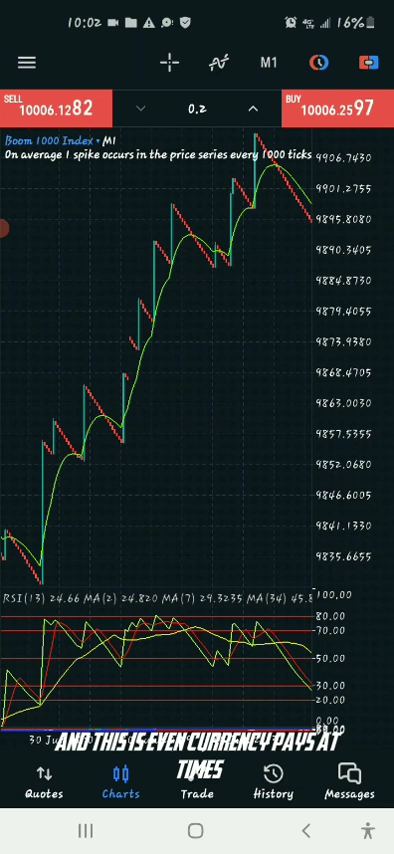 10:02 16%
M1
SELL BUY
10006.1282 0.2 10006.2597
Boom 1000 Index • M1
On average 1 spike occurs in the price series every 1000 ticks
9906.7430
9901.2755
9895.8080
9890.3405
9884.8730
9879.4055
9873.9380
9868.4705
9863.0030
9857.5355
9852.0680
9846.6005
9841.1330
9835.6655
RSI(13) 24.66 MA(2) 24.820 MA(7) 29.3235 MA(34) 45.8
100.00
80.00
70.00
50.00
30.00
20.00
0.00
30 Ju
AND THIS IS EVEN CURRENCY PAYS AT
TIMES
Quotes Charts Trade History Messages